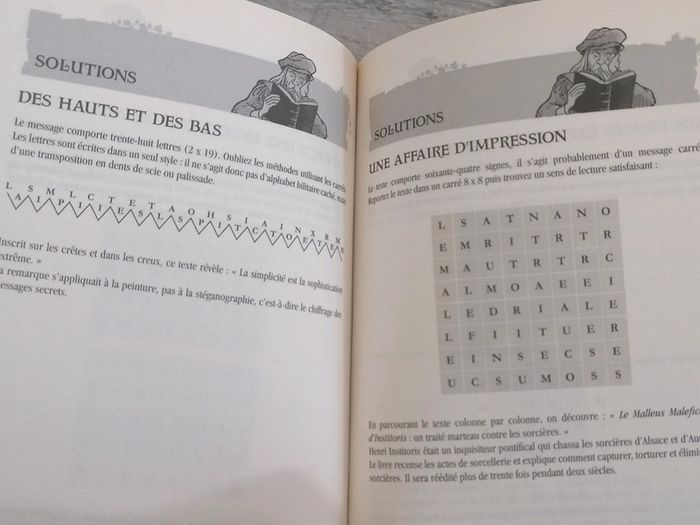 SOLUTIONS
DES HAUTS ET DES BAS
Le message comporte trente-huit lettres (2 x 19). Oubliez les méthodes utilisant les carrés.
Les lettres sont écrites dans un seul style : il ne s'agit donc pas d'alphabet bilitaire caché, mais
d'une transposition en dents de scie ou palissade.
L S M L C T E T A O H S I A I N X R M
A I P I I E S L S P I T C T O E T E E
Inscrit sur les crêtes et dans les creux, ce texte révèle : « La simplicité est la sophistication
extrême. »
a remarque s'appliquait à la peinture, pas à la stéganographie, c'est-à-dire le chiffrage des
essages secrets.
SOLUTIONS
UNE AFFAIRE D'IMPRESSION
Le texte comporte soixante-quatre signes, il s'agit probablement d'un message carré
Reportez le texte dans un carré 8 x 8 puis trouvez un sens de lecture satisfaisant :
L S A T N A N O
E M R I T R T R
M A U T R T R C
A L M O A E E I
L E D R I A L E
L F I I T U E R
E I N S E C S E
U C S U M O S S
En parcourant le texte colonne par colonne, on découvre : « Le Malleus Malefic
d'Institoris : un traité marteau contre les sorcières. »
Henri Institoris était un inquisiteur pontifical qui chassa les sorcières d'Alsace et d'Aut
Le livre recense les actes de sorcellerie et explique comment capturer, torturer et élimi
sorcières. Il sera réédité plus de trente fois pendant deux siècles.